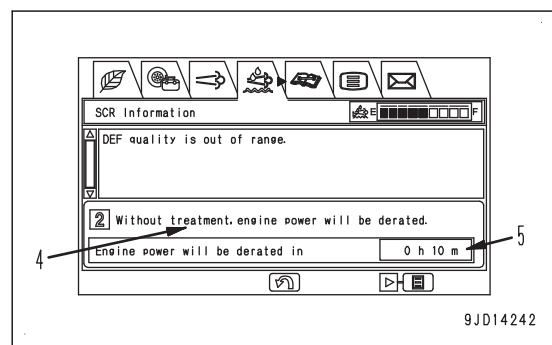 SCR Information
E F
DEF quality is out of range.
2 Without treatment, engine power will be derated.
4
5
Engine power will be derated in 0 h 10 m
9JD14242